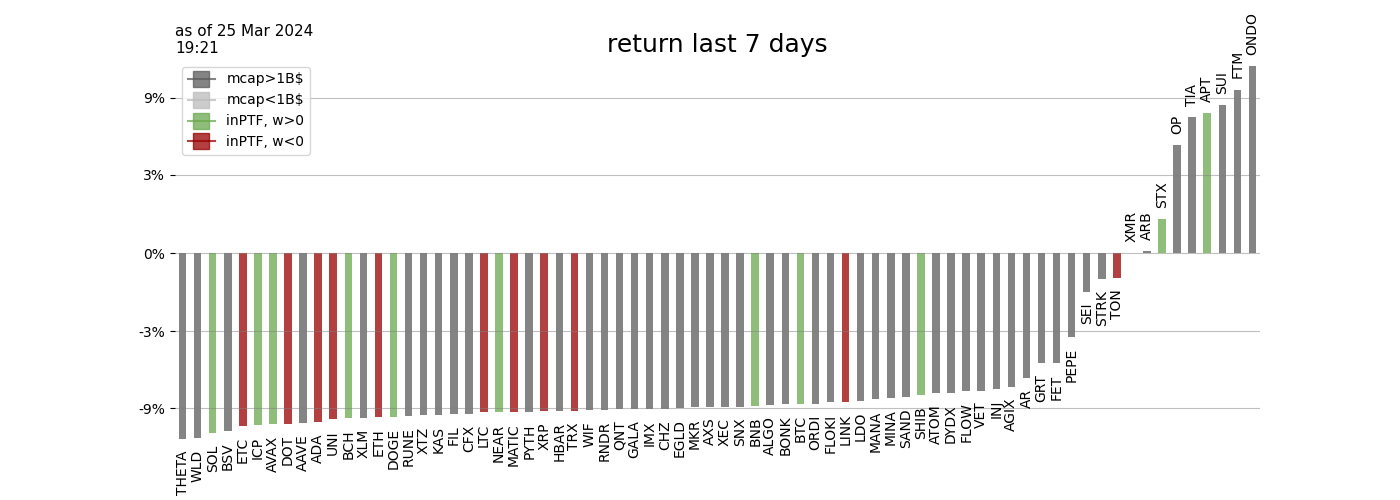 as of 25 Mar 2024
19:21
return last 7 days
mcap>1B$
mcap<1B$
inPTF, w>0
inPTF, w<0
9%
3%
0%
-3%
-9%
THETA
WLD
SOL
BSV
ETC
ICP
AVAX
DOT
AAVE
ADA
UNI
BCH
XLM
ETH
DOGE
RUNE
XTZ
KAS
FIL
CFX
LTC
NEAR
MATIC
PYTH
XRP
HBAR
TRX
WIF
RNDR
QNT
GALA
IMX
CHZ
EGLD
MKR
AXS
XEC
SNX
BNB
ALGO
BONK
BTC
ORDI
FLOKI
LINK
LDO
MANA
MINA
SAND
SHIB
ATOM
DYDX
FLOW
VET
INJ
AGIX
AR
GRT
FET
PEPE
SEI
STRK
TON
XMR
ARB
STX
OP
TIA
APT
SUI
FTM
ONDO